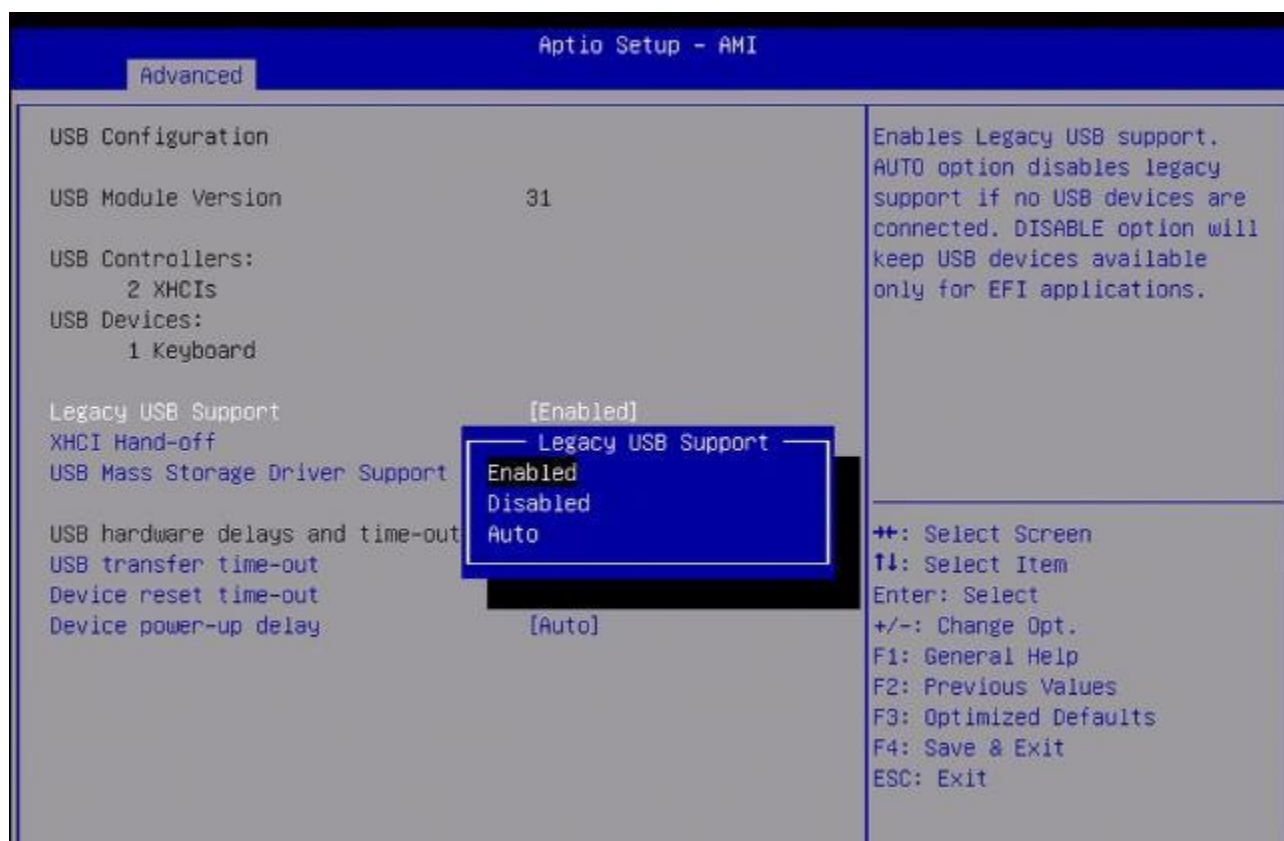 Aptio Setup – AMI
Advanced
USB Configuration
USB Module Version 31
USB Controllers:
2 XHCIs
USB Devices:
1 Keyboard
Legacy USB Support [Enabled]
XHCI Hand-off
USB Mass Storage Driver Support
USB hardware delays and time-out
USB transfer time-out
Device reset time-out
Device power-up delay [Auto]
Legacy USB Support
Enabled
Disabled
Auto
Enables Legacy USB support.
AUTO option disables legacy
support if no USB devices are
connected. DISABLE option will
keep USB devices available
only for EFI applications.
→←: Select Screen
↑↓: Select Item
Enter: Select
+/-: Change Opt.
F1: General Help
F2: Previous Values
F3: Optimized Defaults
F4: Save & Exit
ESC: Exit